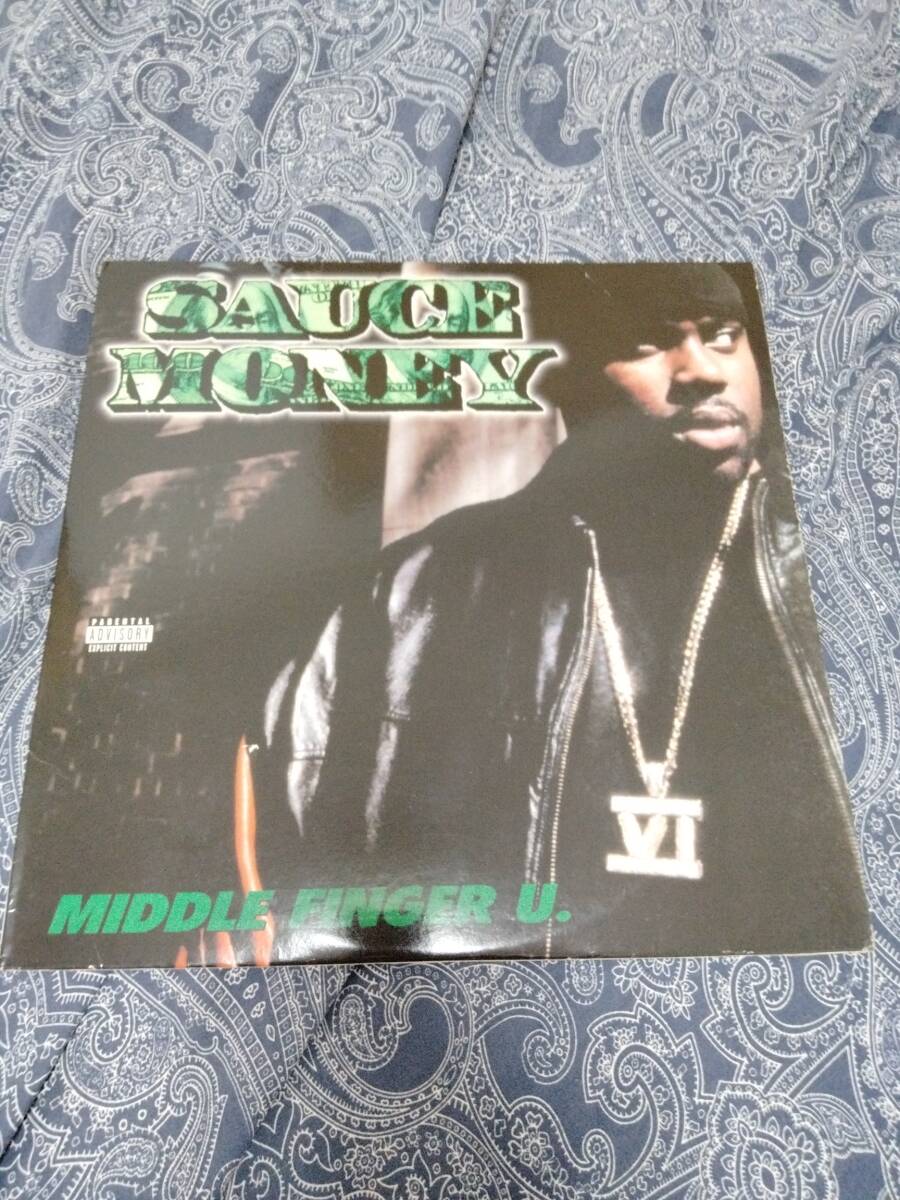 SAUCE
MONEY
PARENTAL
ADVISORY
EXPLICIT CONTENT
VI
MIDDLE FINGER U.